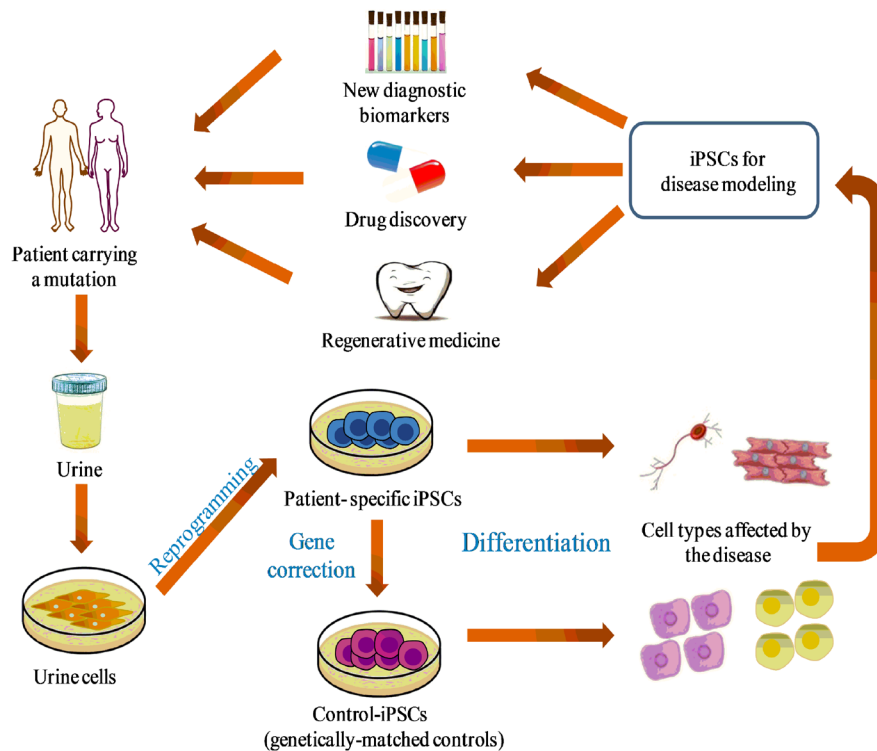 New diagnostic
biomarkers
iPSCs for
disease modeling
Drug discovery
Patient carrying
a mutation
Regenerative medicine
Urine
Reprogramming
Patient- specific iPSCs
Gene
correction
Differentiation
Cell types affected by
the disease
Urine cells
Control-iPSCs
(genetically-matched controls)